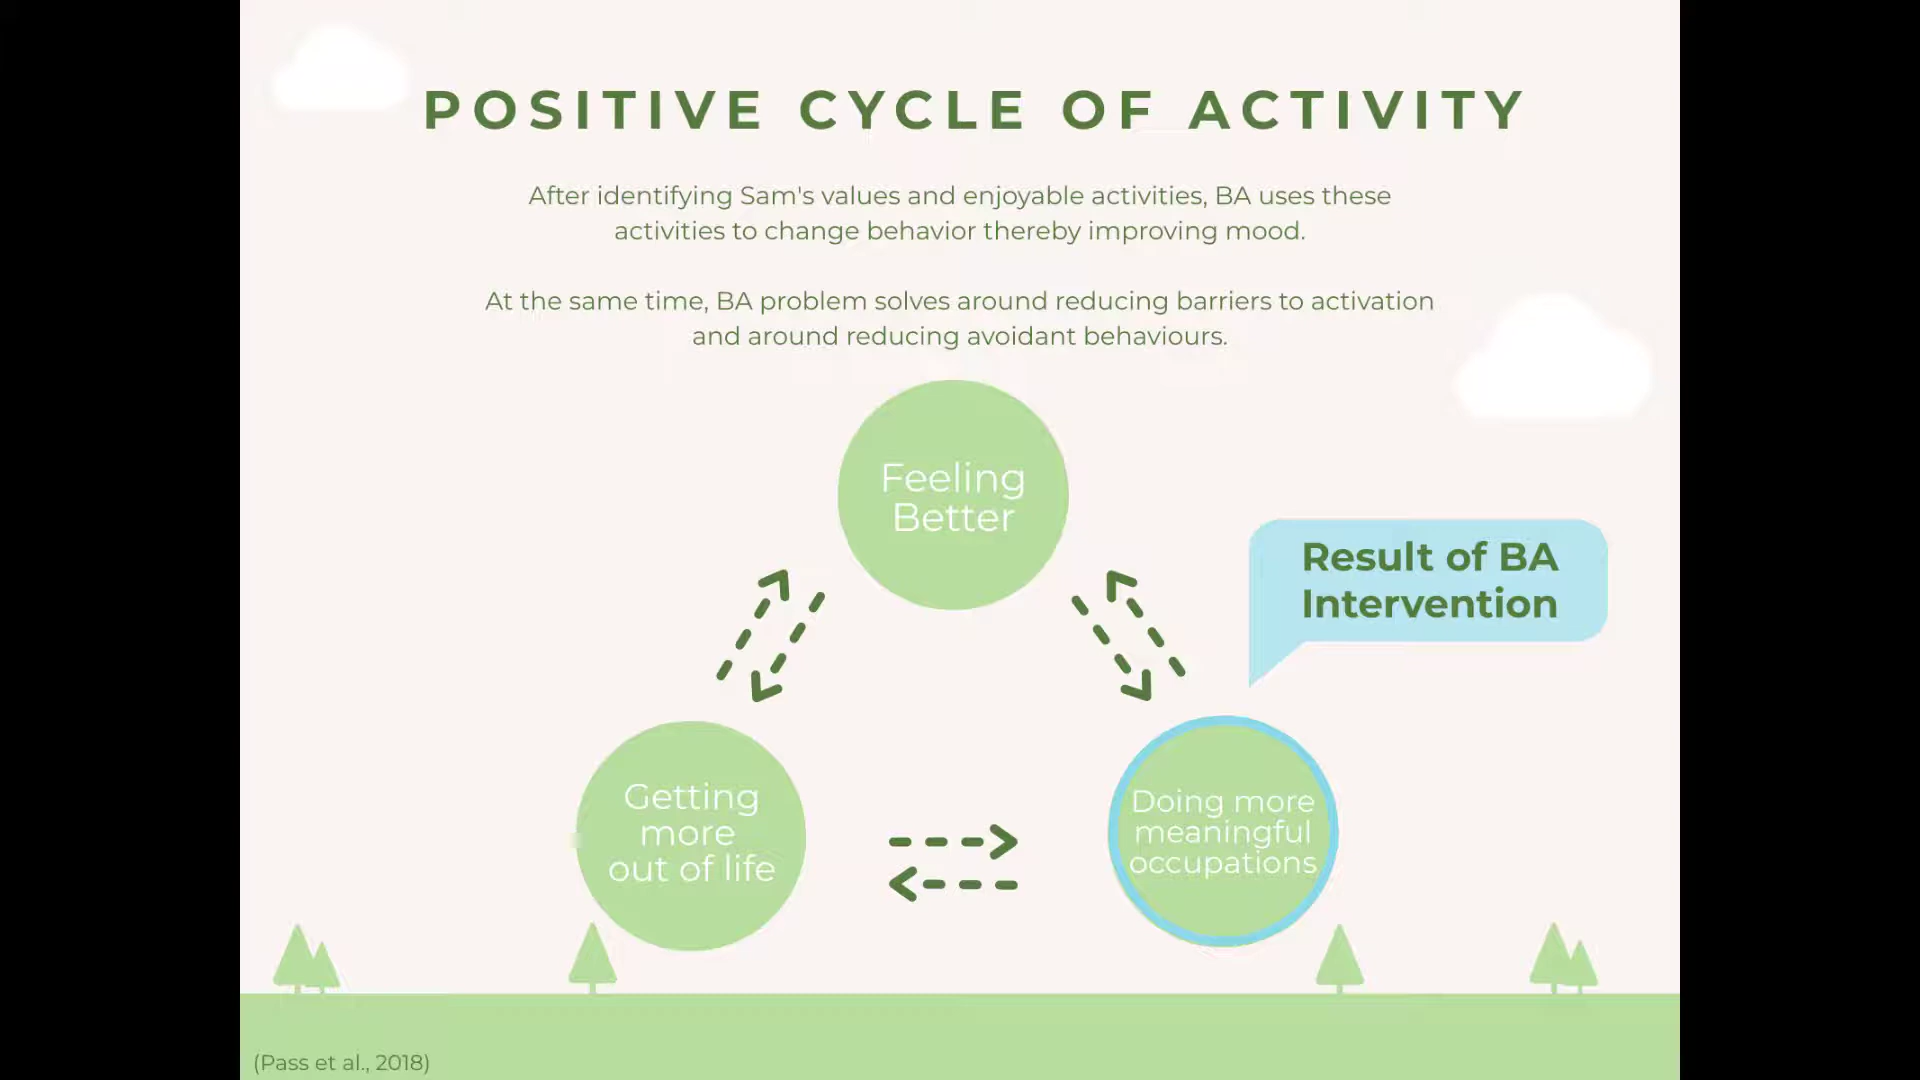 POSITIVE CYCLE OF ACTIVITY
After identifying Sam's values and enjoyable activities, BA uses these
activities to change behavior thereby improving mood.
At the same time, BA problem solves around reducing barriers to activation
and around reducing avoidant behaviours.
Feeling
Better
Result of BA
Intervention
Getting
more
out of life
Doing more
meaningful
occupations
(Pass et al., 2018)